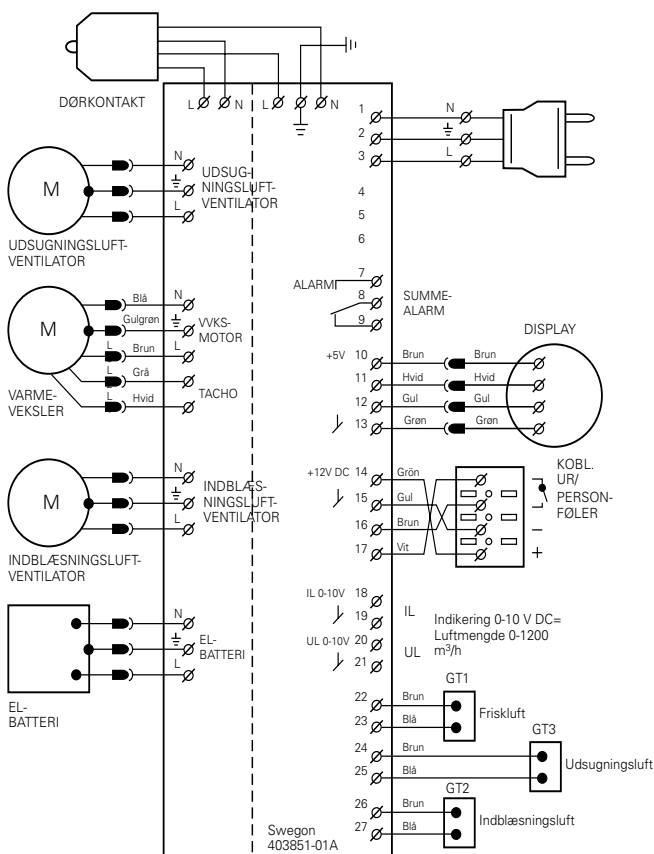 DØRKONTAKT
L
N
L
N
1
N
2
3
L
4
5
6
M
N
L
UDSUG-
NINGSLUFT-
VENTILATOR
UDSUGNINGSLUFT-
VENTILATOR
ALARM
7
8
9
SUMME-
ALARM
M
Blå
N
Gulgrøn
L
Brun
L
L
Grå
L
Hvid
VVKS-
MOTOR
TACHO
VARME-
VEKSLER
DISPLAY
+5V
10
Brun
Brun
11
Hvid
Hvid
12
Gul
Gul
13
Grøn
Grøn
M
N
L
INDBLÆS-
NINGSLUFT-
VENTILATOR
INDBLÆSNINGSLUFT-
VENTILATOR
+12V DC
14
Grön
15
Gul
16
Brun
17
Vit
KOBL.
UR/
PERSON-
FØLER
–
+
N
L
EL-
BATTERI
EL-
BATTERI
IL 0-10V
18
19
IL
UL 0-10V
20
21
UL
Indikering 0-10 V DC=
Luftmengde 0-1200
m³/h
22
Brun
23
Blå
GT1
Friskluft
24
Brun
25
Blå
GT3
Udsugningsluft
26
Brun
27
Blå
GT2
Indblæsningsluft
Swegon
403851-01A